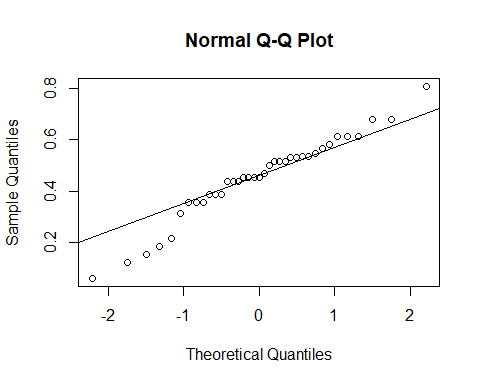 Normal Q-Q Plot
Sample Quantiles
0.8
0.6
0.4
0.2
-2 -1 0 1 2
Theoretical Quantiles